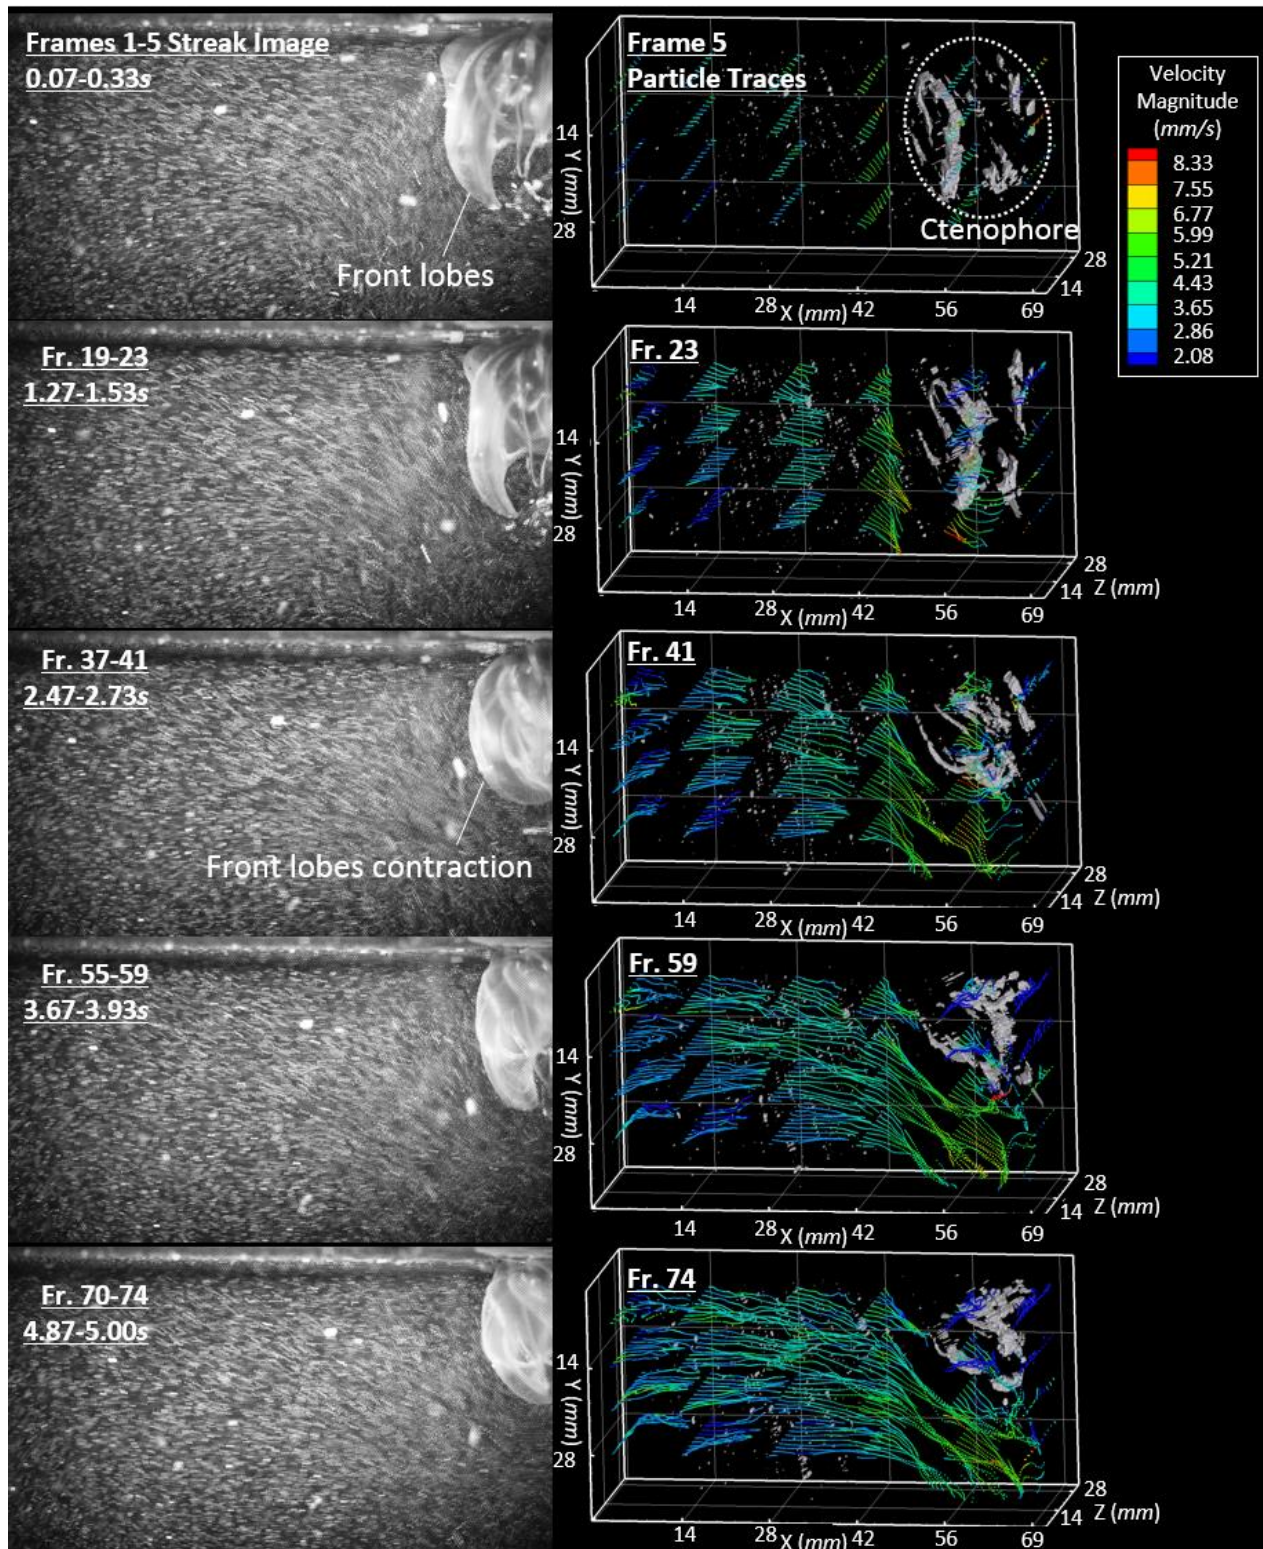 Frames 1-5 Streak Image
0.07-0.33s
Front lobes
Frame 5
Particle Traces
Ctenophore
14
Y (mm)
28
14
28
X (mm)
42
56
69
14
28
Velocity
Magnitude
(mm/s)
8.33
7.55
6.77
5.99
5.21
4.43
3.65
2.86
2.08
Fr. 19-23
1.27-1.53s
Fr. 23
14
Y (mm)
28
14
28
X (mm)
42
56
69
14
28
Z (mm)
Fr. 37-41
2.47-2.73s
Front lobes contraction
Fr. 41
14
Y (mm)
28
14
28
X (mm)
42
56
69
14
28
Z (mm)
Fr. 55-59
3.67-3.93s
Fr. 59
14
Y (mm)
28
14
28
X (mm)
42
56
69
14
28
Z (mm)
Fr. 70-74
4.87-5.00s
Fr. 74
14
Y (mm)
28
14
28
X (mm)
42
56
69
14
28
Z (mm)